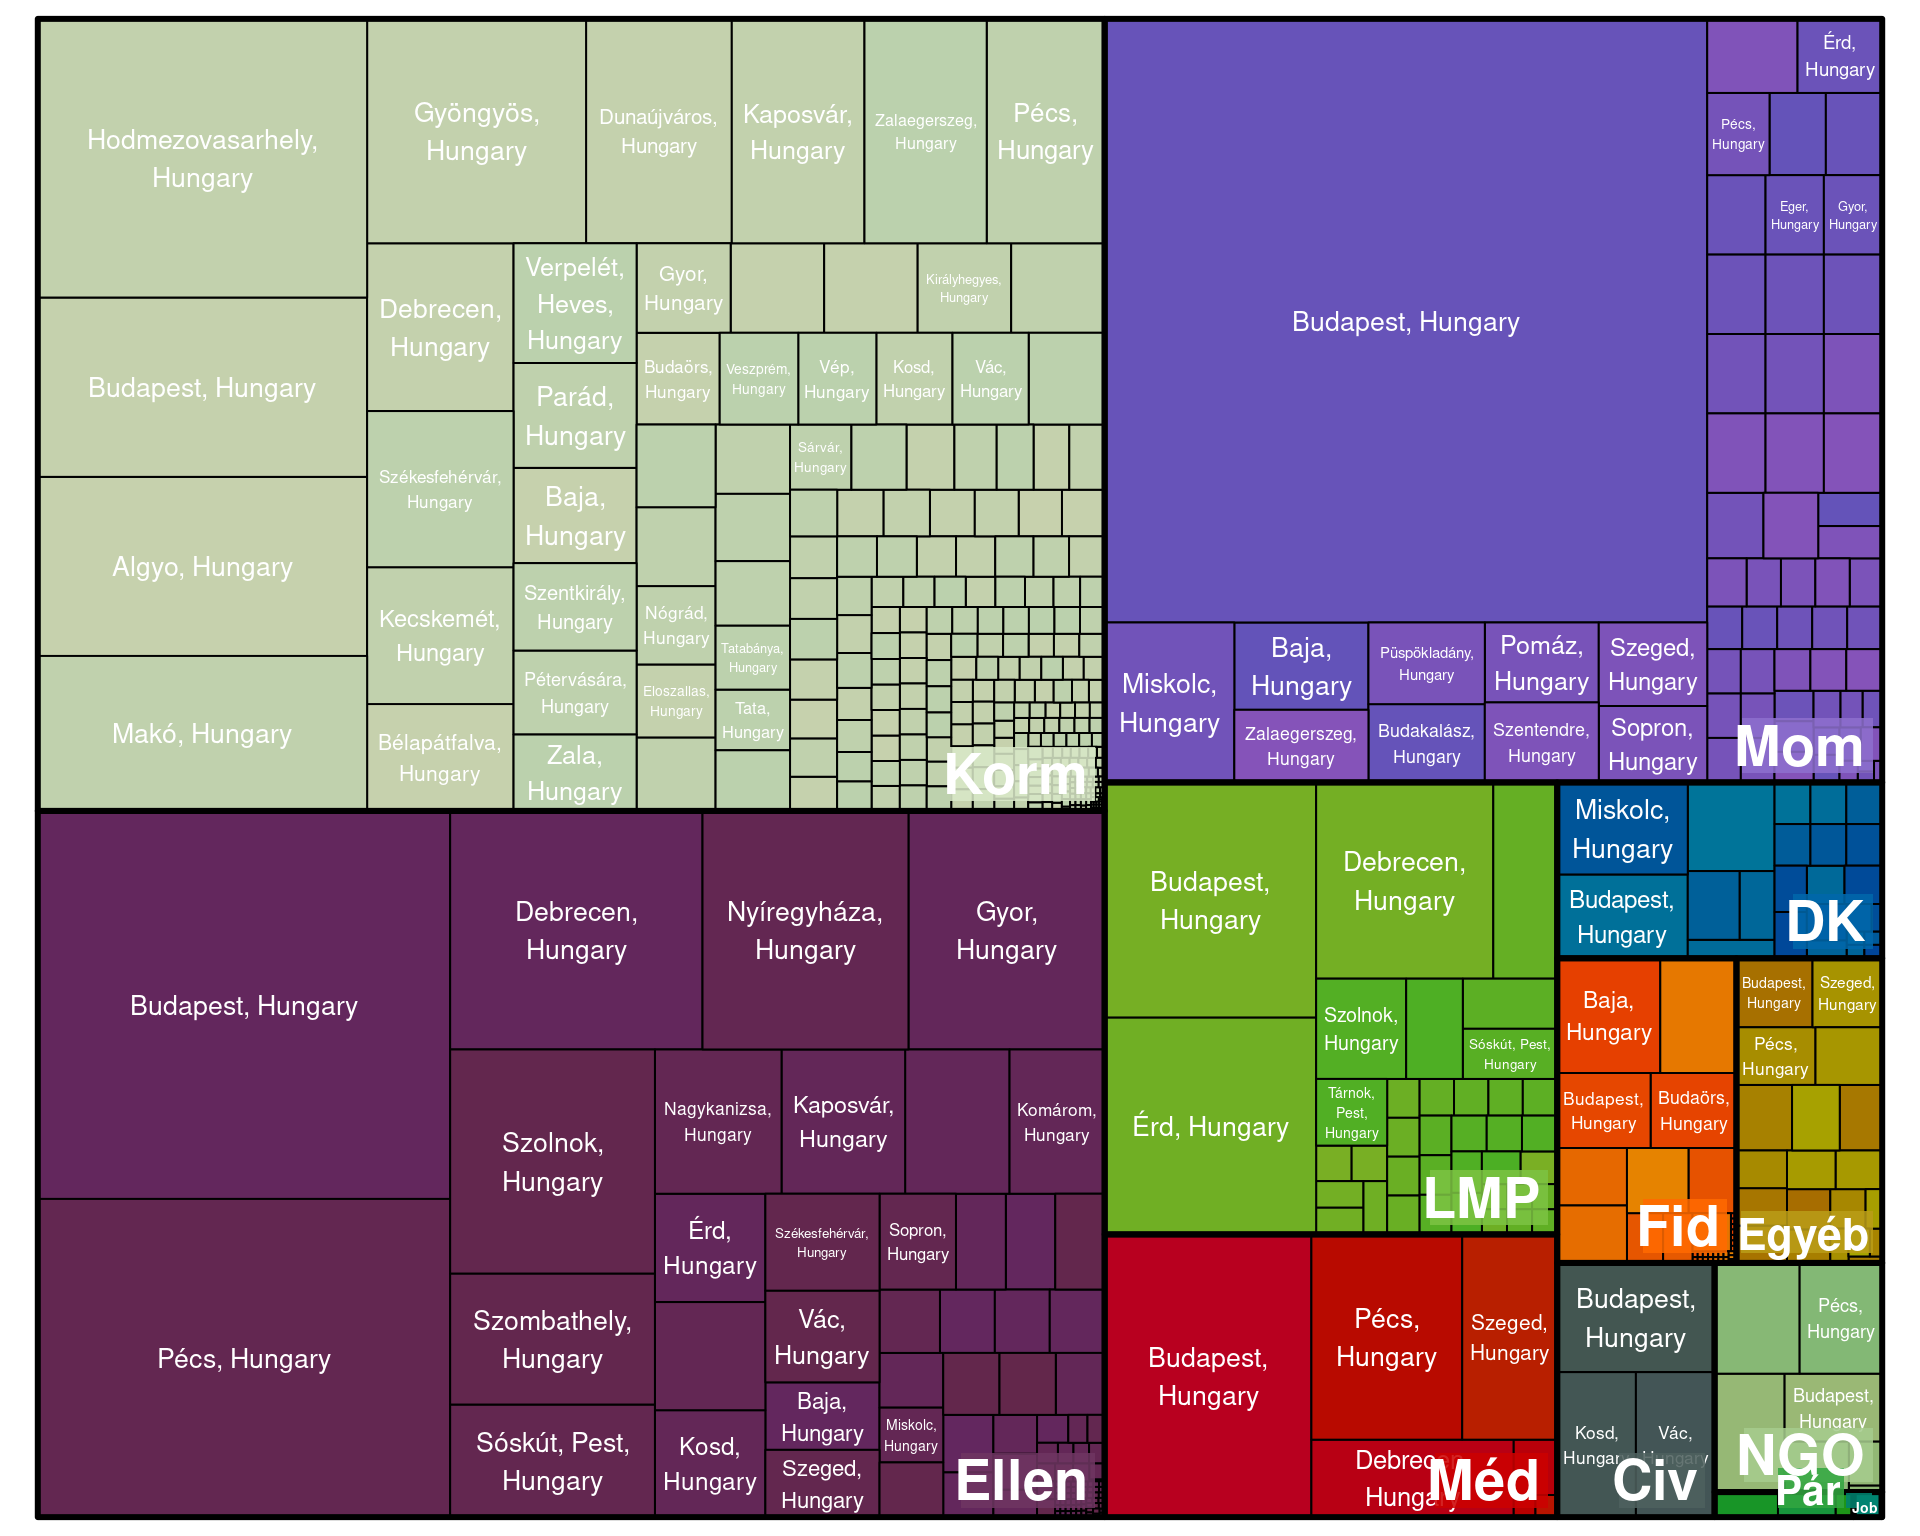 Hodmezovasarhely,
Hungary
Budapest, Hungary
Algyo, Hungary
Makó, Hungary
Gyöngyös,
Hungary
Dunaújváros,
Hungary
Kaposvár,
Hungary
Zalaegerszeg,
Hungary
Pécs,
Hungary
Debrecen,
Hungary
Székesfehérvár,
Hungary
Kecskemét,
Hungary
Bélapátfalva,
Hungary
Verpelét,
Heves,
Hungary
Parád,
Hungary
Baja,
Hungary
Szentkirály,
Hungary
Pétervására,
Hungary
Zala,
Hungary
Gyor,
Hungary
Királyhegyes,
Hungary
Budaörs,
Hungary
Veszprém,
Hungary
Vép,
Hungary
Kosd,
Hungary
Vác,
Hungary
Sárvár,
Hungary
Nógrád,
Hungary
Eloszallas,
Hungary
Tatabánya,
Hungary
Tata,
Hungary
Korm
Budapest, Hungary
Érd,
Hungary
Pécs,
Hungary
Eger,
Hungary
Gyor,
Hungary
Miskolc,
Hungary
Baja,
Hungary
Zalaegerszeg,
Hungary
Püspökladány,
Hungary
Budakalász,
Hungary
Pomáz,
Hungary
Szentendre,
Hungary
Szeged,
Hungary
Sopron,
Hungary
Mom
Budapest, Hungary
Pécs, Hungary
Debrecen,
Hungary
Nyíregyháza,
Hungary
Gyor,
Hungary
Szolnok,
Hungary
Szombathely,
Hungary
Sóskút, Pest,
Hungary
Nagykanizsa,
Hungary
Kaposvár,
Hungary
Komárom,
Hungary
Érd,
Hungary
Kosd,
Hungary
Székesfehérvár,
Hungary
Vác,
Hungary
Baja,
Hungary
Szeged,
Hungary
Sopron,
Hungary
Miskolc,
Hungary
Ellen
Budapest,
Hungary
Érd, Hungary
Debrecen,
Hungary
Szolnok,
Hungary
Sóskút, Pest,
Hungary
Tárnok,
Pest,
Hungary
LMP
Miskolc,
Hungary
Budapest,
Hungary
DK
Baja,
Hungary
Budapest,
Hungary
Budaörs,
Hungary
Fid
Budapest,
Hungary
Szeged,
Hungary
Pécs,
Hungary
Egyéb
Budapest,
Hungary
Pécs,
Hungary
Szeged,
Hungary
Debrecen,
Hungary
Méd
Budapest,
Hungary
Kosd,
Hungary
Vác,
Hungary
Civ
Pécs,
Hungary
Budapest,
Hungary
NGO
Pár
Job